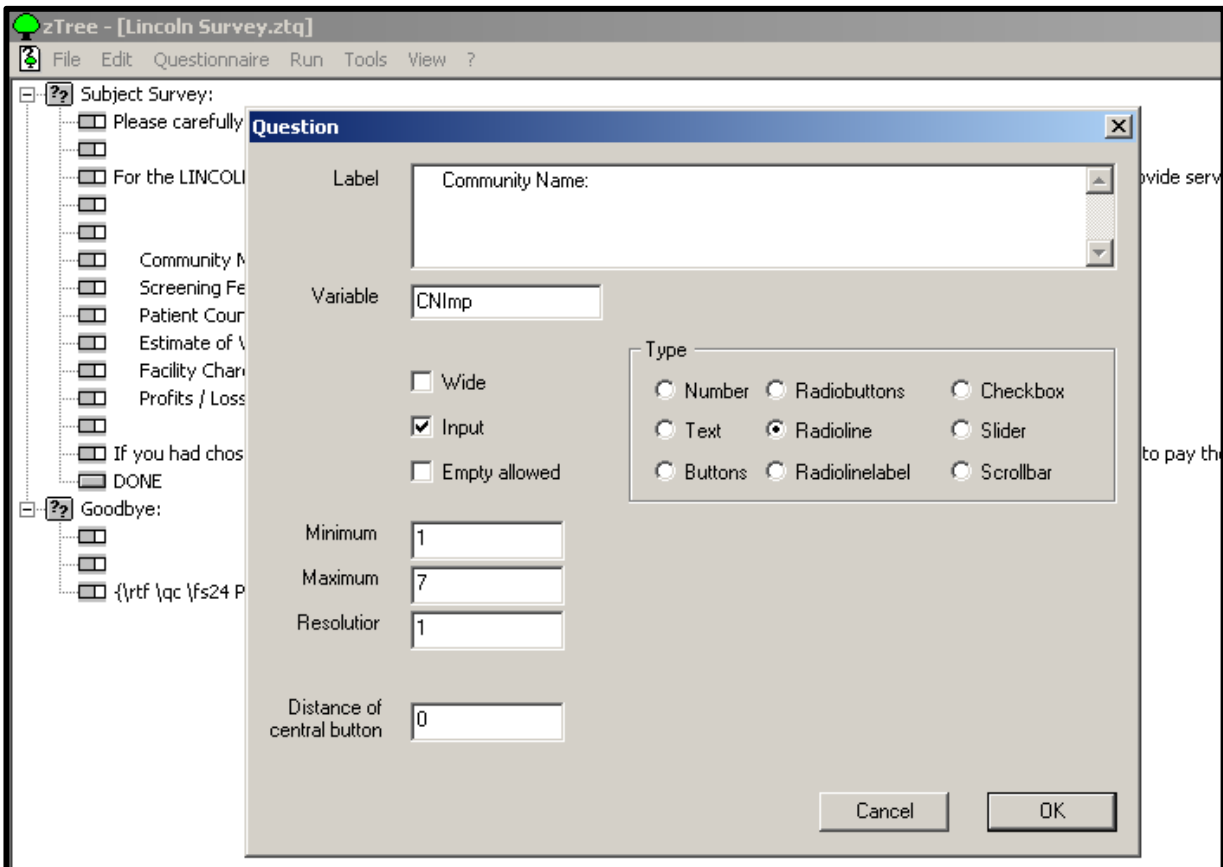 zTree - [Lincoln Survey.ztq]
File Edit Questionnaire Run Tools View ?
?? Subject Survey:
Please carefully
For the LINCOL
ovide serv
Community N
Screening Fe
Patient Cour
Estimate of V
Facility Char
Profits / Loss
If you had chos
to pay the
DONE
?? Goodbye:
{\rtf \qc \fs24 P
Question
Label
Community Name:
Variable
CNImp
Wide
Input
Empty allowed
Type
Number Radiobuttons Checkbox
Text Radioline Slider
Buttons Radiolinelabel Scrollbar
Minimum
1
Maximum
7
Resolutior
1
Distance of
central button
0
Cancel OK